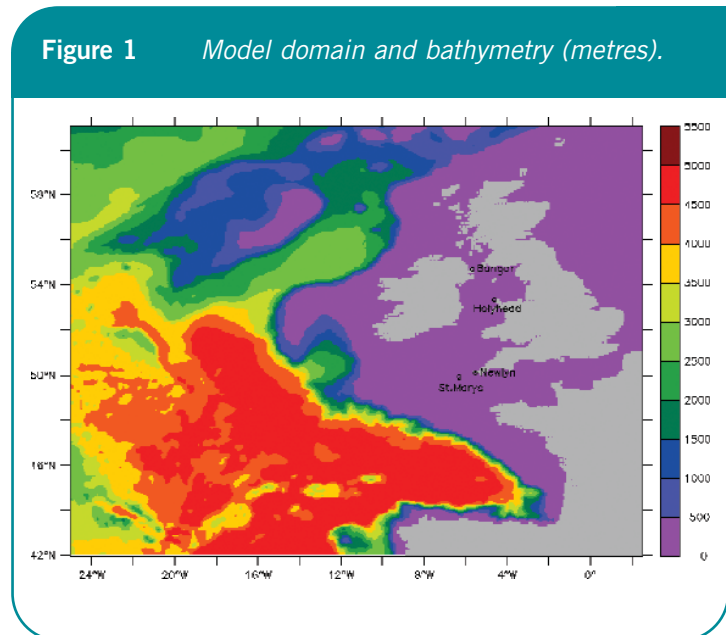 Figure 1 Model domain and bathymetry (metres).
5500
5000
4500
4000
3500
3000
2500
2000
1500
1000
500
0
58°N
54°N
50°N
46°N
42°N
Bangor
Holyhead
Newlyn
St.Marys
24°W
20°W
16°W
12°W
8°W
4°W
0°